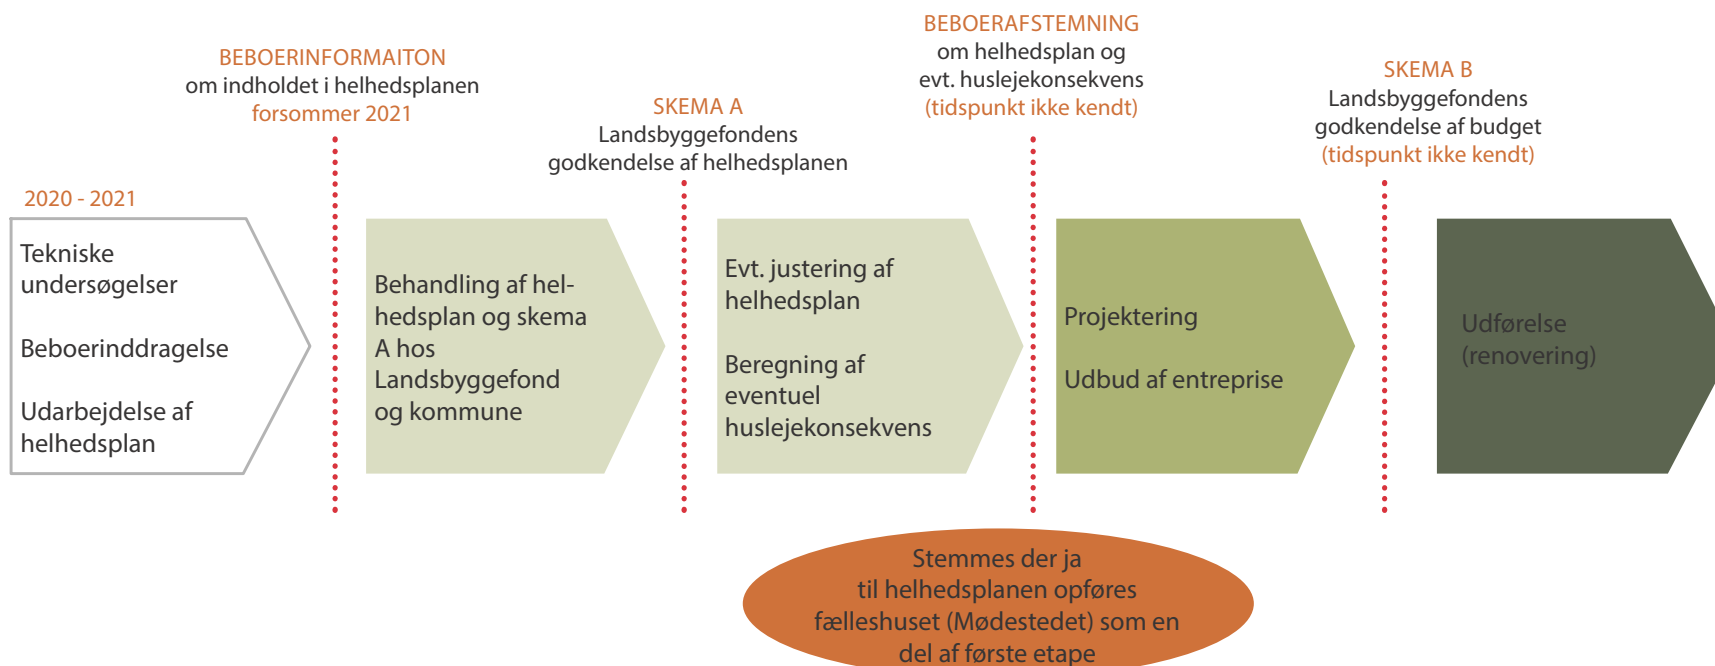 BEBOERINFORMAITON
om indholdet i helhedsplanen
forsommer 2021
SKEMA A
Landsbyggefondens
godkendelse af helhedsplanen
BEBOERAFSTEMNING
om helhedsplan og
evt. huslejekonsekvens
(tidspunkt ikke kendt)
SKEMA B
Landsbyggefondens
godkendelse af budget
(tidspunkt ikke kendt)
2020 - 2021
Tekniske
undersøgelser
Beboerinddragelse
Udarbejdelse af
helhedsplan
Behandling af hel-
hedsplan og skema
A hos
Landsbyggefond
og kommune
Evt. justering af
helhedsplan
Beregning af
eventuel
huslejekonsekvens
Projektering
Udbud af entreprise
Udførelse
(renovering)
Stemmes der ja
til helhedsplanen opføres
fælleshuset (Mødestedet) som en
del af første etape